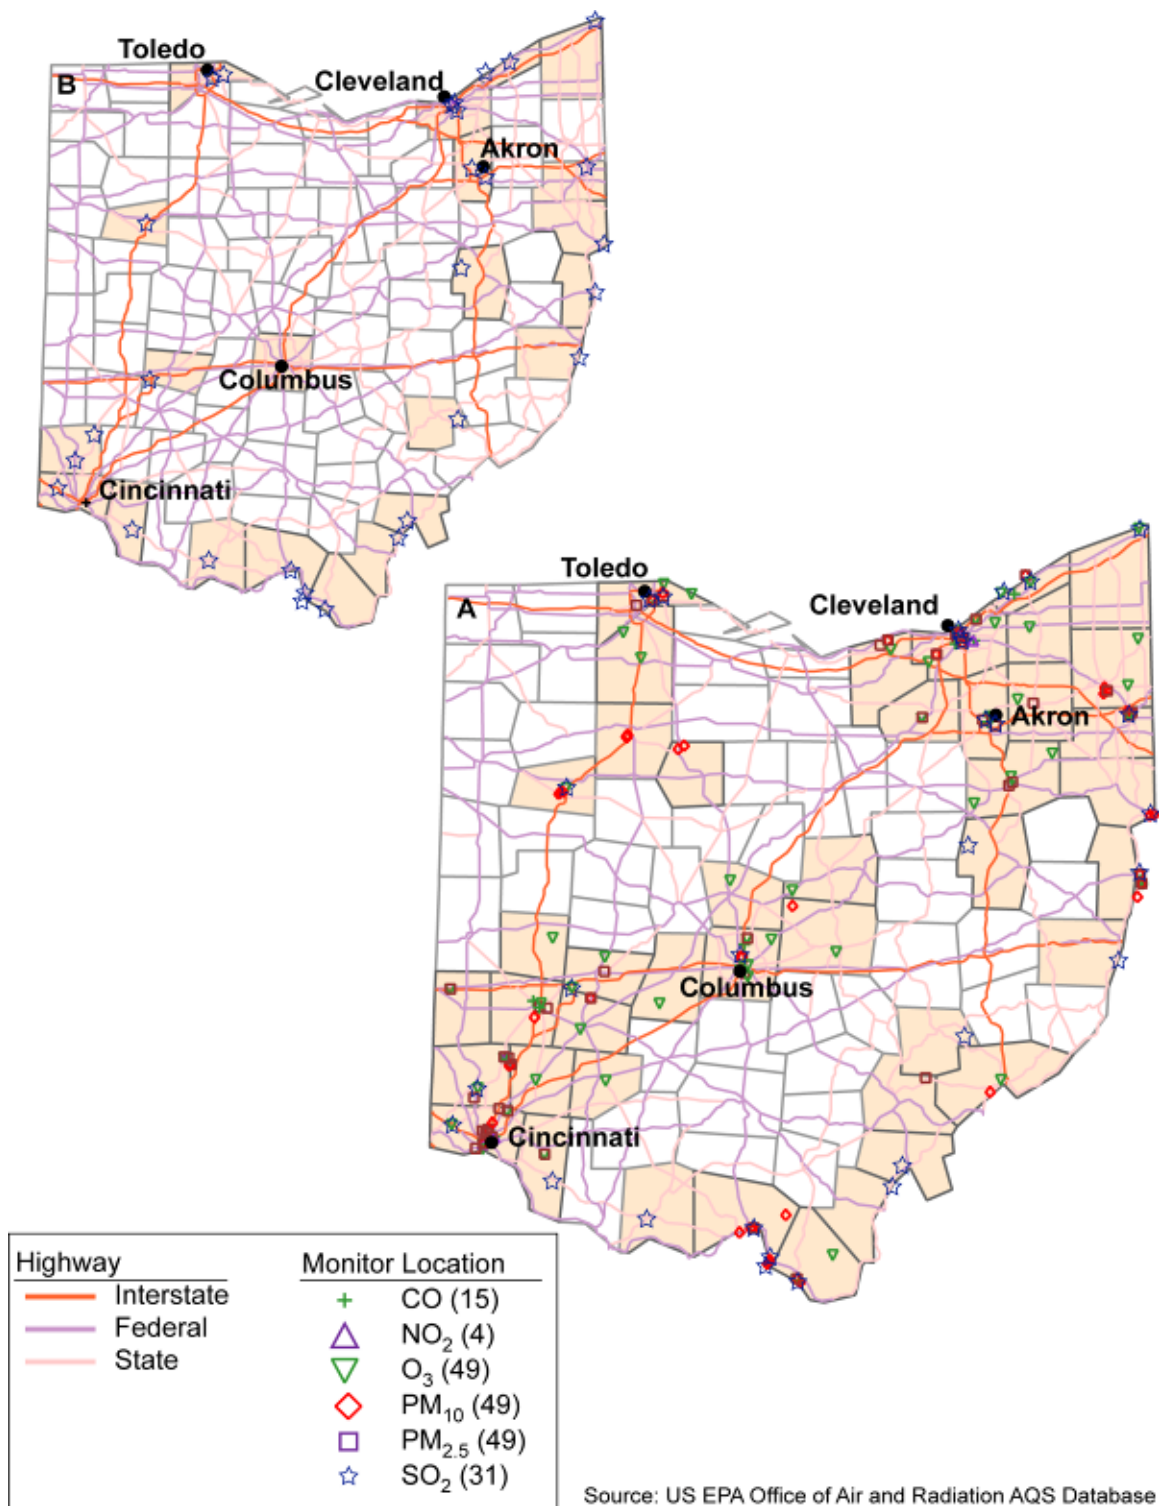 B
Toledo
Cleveland
Akron
Columbus
Cincinnati
A
Toledo
Cleveland
Akron
Columbus
Cincinnati
Highway
Interstate
Federal
State
Monitor Location
CO (15)
NO2 (4)
O3 (49)
PM10 (49)
PM2.5 (49)
SO2 (31)
Source: US EPA Office of Air and Radiation AQS Database